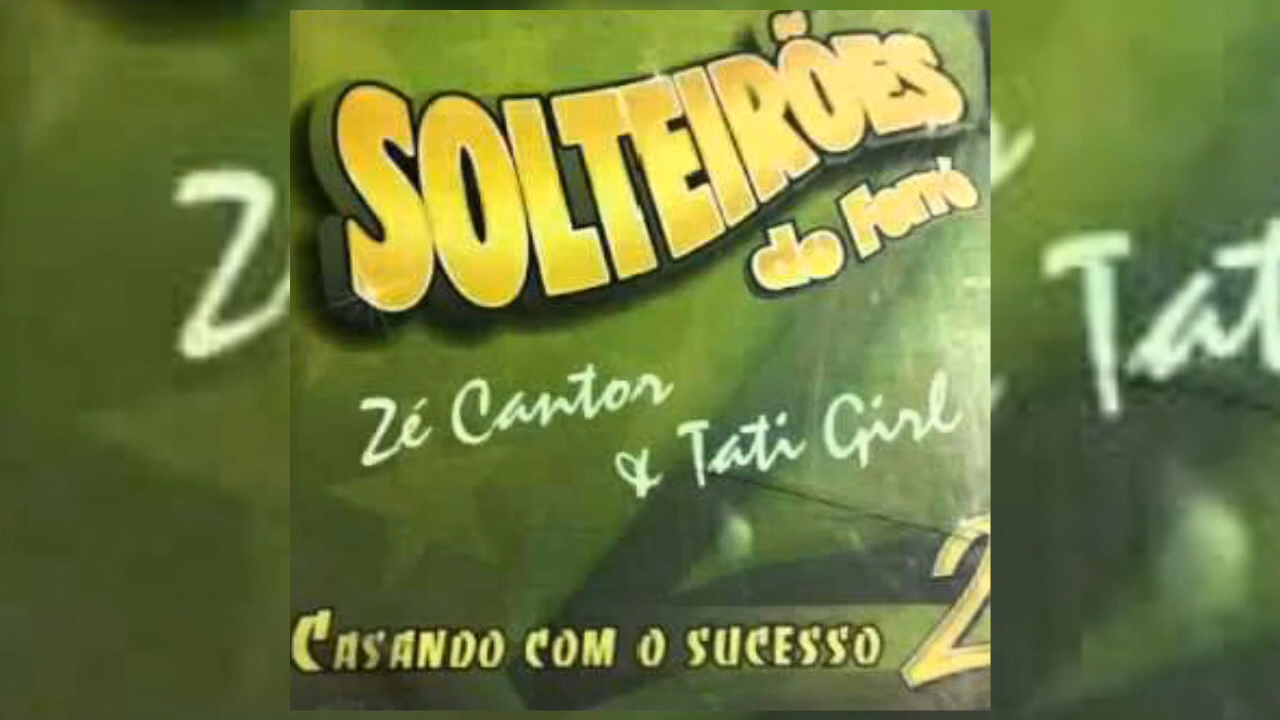 SOLTEIRÕES
do Forró
Zé Cantor
& Tati Girl
CASANDO COM O SUCESSO
2